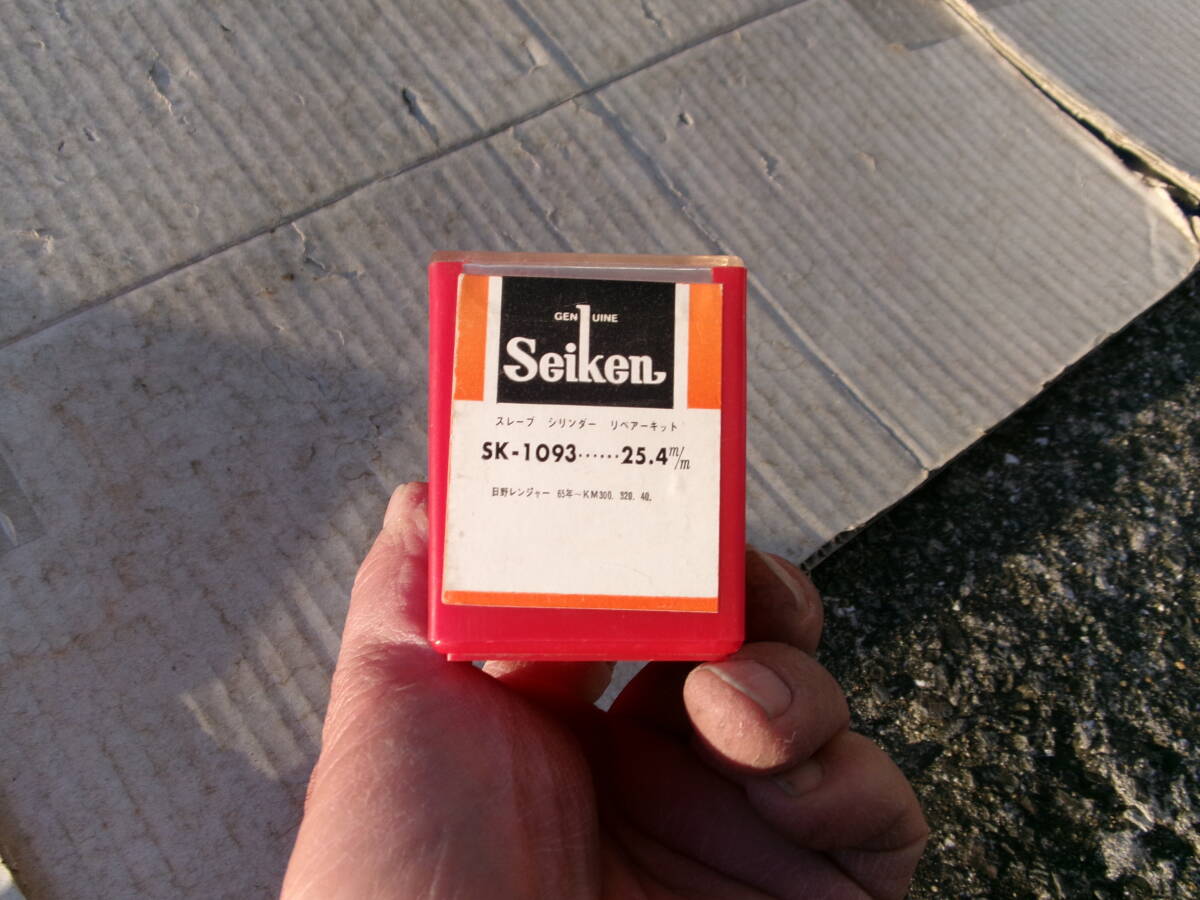 GENUINE
Seiken
スレーブ シリンダー リペアーキット
SK-1093……25.4m/m
日野レンジャー 65年~KM300. 320. 40.